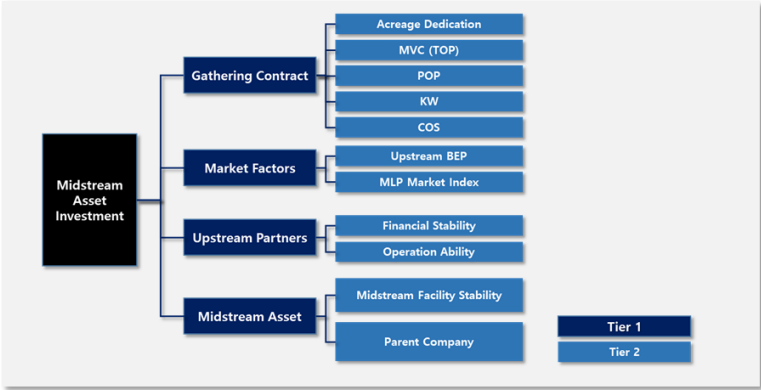 Midstream
Asset
Investment
Gathering Contract
Acreage Dedication
MVC (TOP)
POP
KW
COS
Market Factors
Upstream BEP
MLP Market Index
Upstream Partners
Financial Stability
Operation Ability
Midstream Asset
Midstream Facility Stability
Parent Company
Tier 1
Tier 2